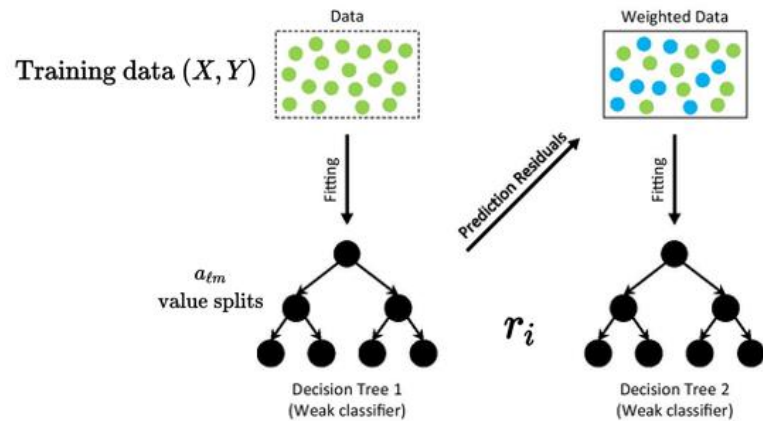 Data
Weighted Data
Training data (X, Y)
Fitting
Prediction Residuals
Fitting
a_{ℓm}
value splits
r_i
Decision Tree 1
(Weak classifier)
Decision Tree 2
(Weak classifier)